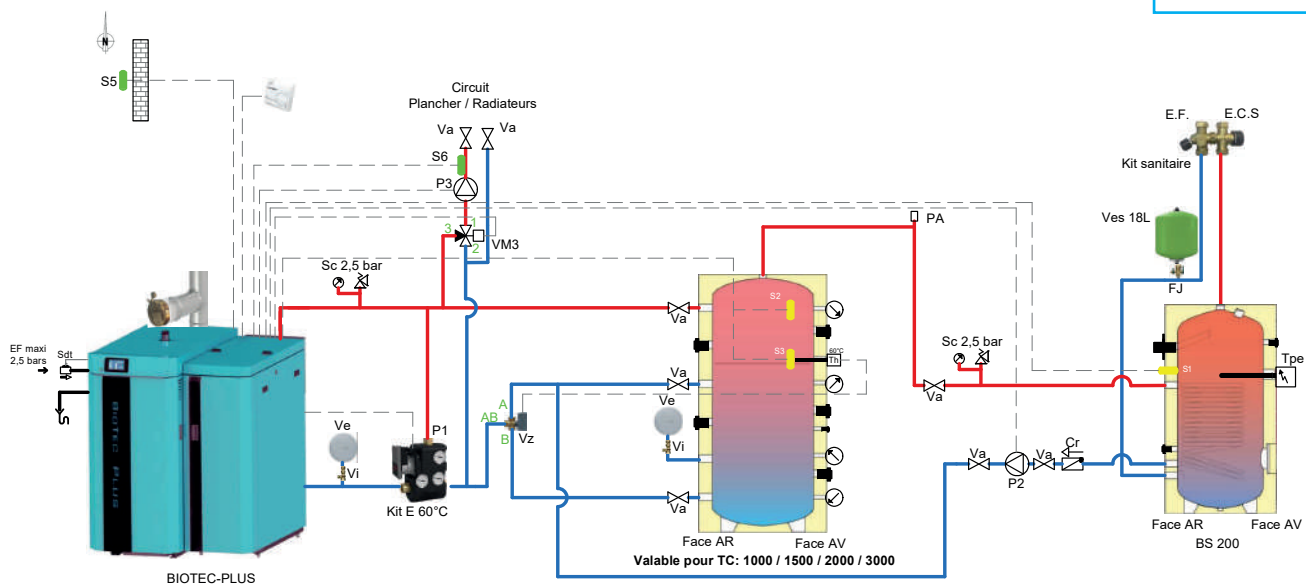 N
S5
Circuit
Plancher / Radiateurs
Va
Va
S6
P3
1
3
2
VM3
Sc 2,5 bar
EF maxi
2,5 bars
Sdt
BIOTEC PLUS
BIOTEC-PLUS
Ve
Vi
P1
Kit E 60°C
A
AB
B
Vz
Va
Va
Va
Ve
Vi
S2
S3
60°C
Th
Face AR
Face AV
Valable pour TC: 1000 / 1500 / 2000 / 3000
PA
Sc 2,5 bar
Va
Va
P2
Va
Cr
E.F.
E.C.S
Kit sanitaire
Ves 18L
FJ
S1
Tpe
Face AR
Face AV
BS 200